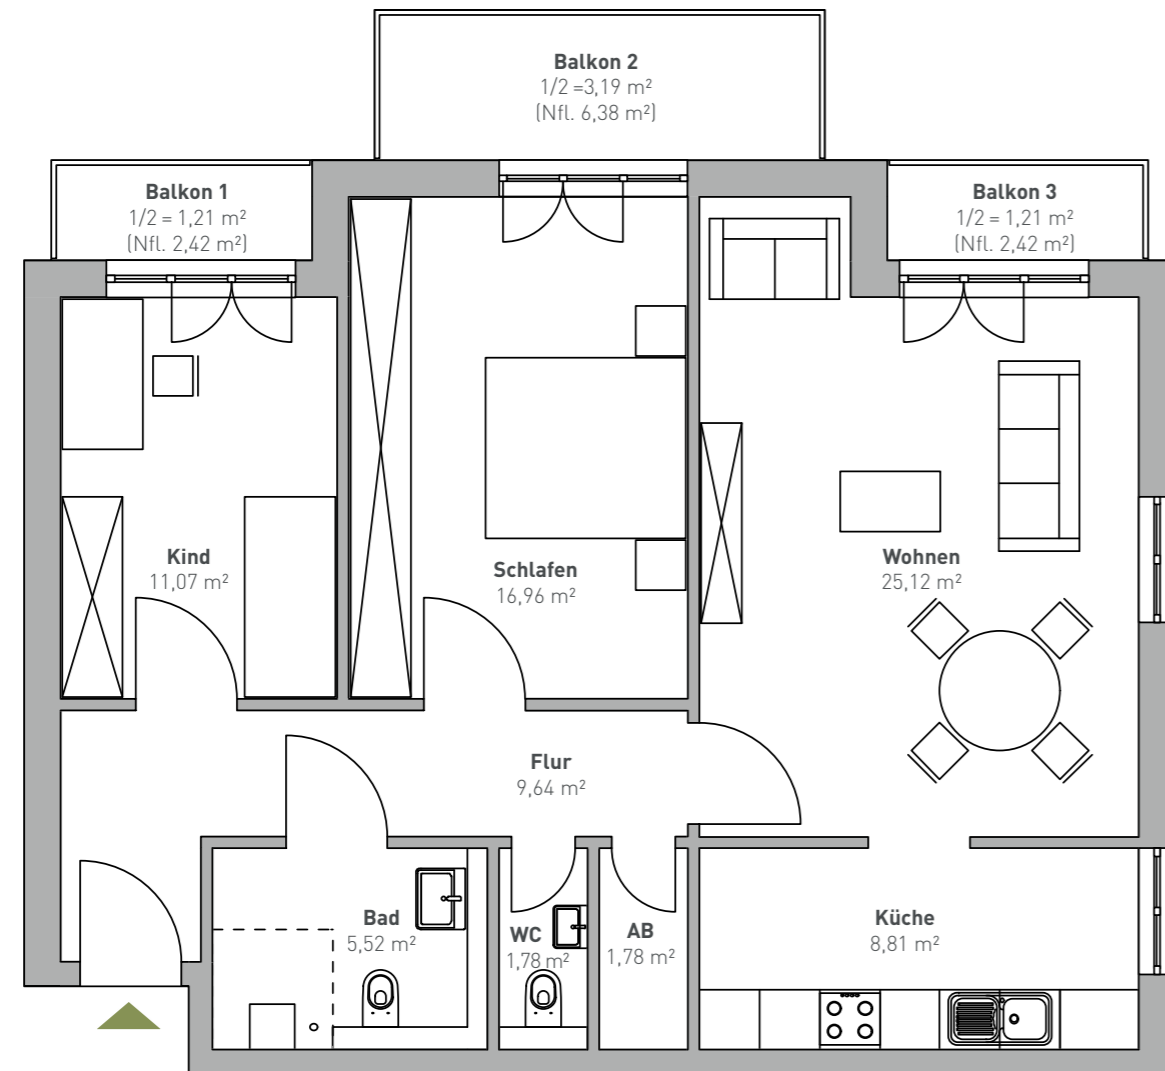 Balkon 2
1/2 =3,19 m²
(Nfl. 6,38 m²)
Balkon 1
1/2 = 1,21 m²
(Nfl. 2,42 m²)
Balkon 3
1/2 = 1,21 m²
(Nfl. 2,42 m²)
Kind
11,07 m²
Schlafen
16,96 m²
Wohnen
25,12 m²
Flur
9,64 m²
Bad
5,52 m²
WC
1,78 m²
AB
1,78 m²
Küche
8,81 m²